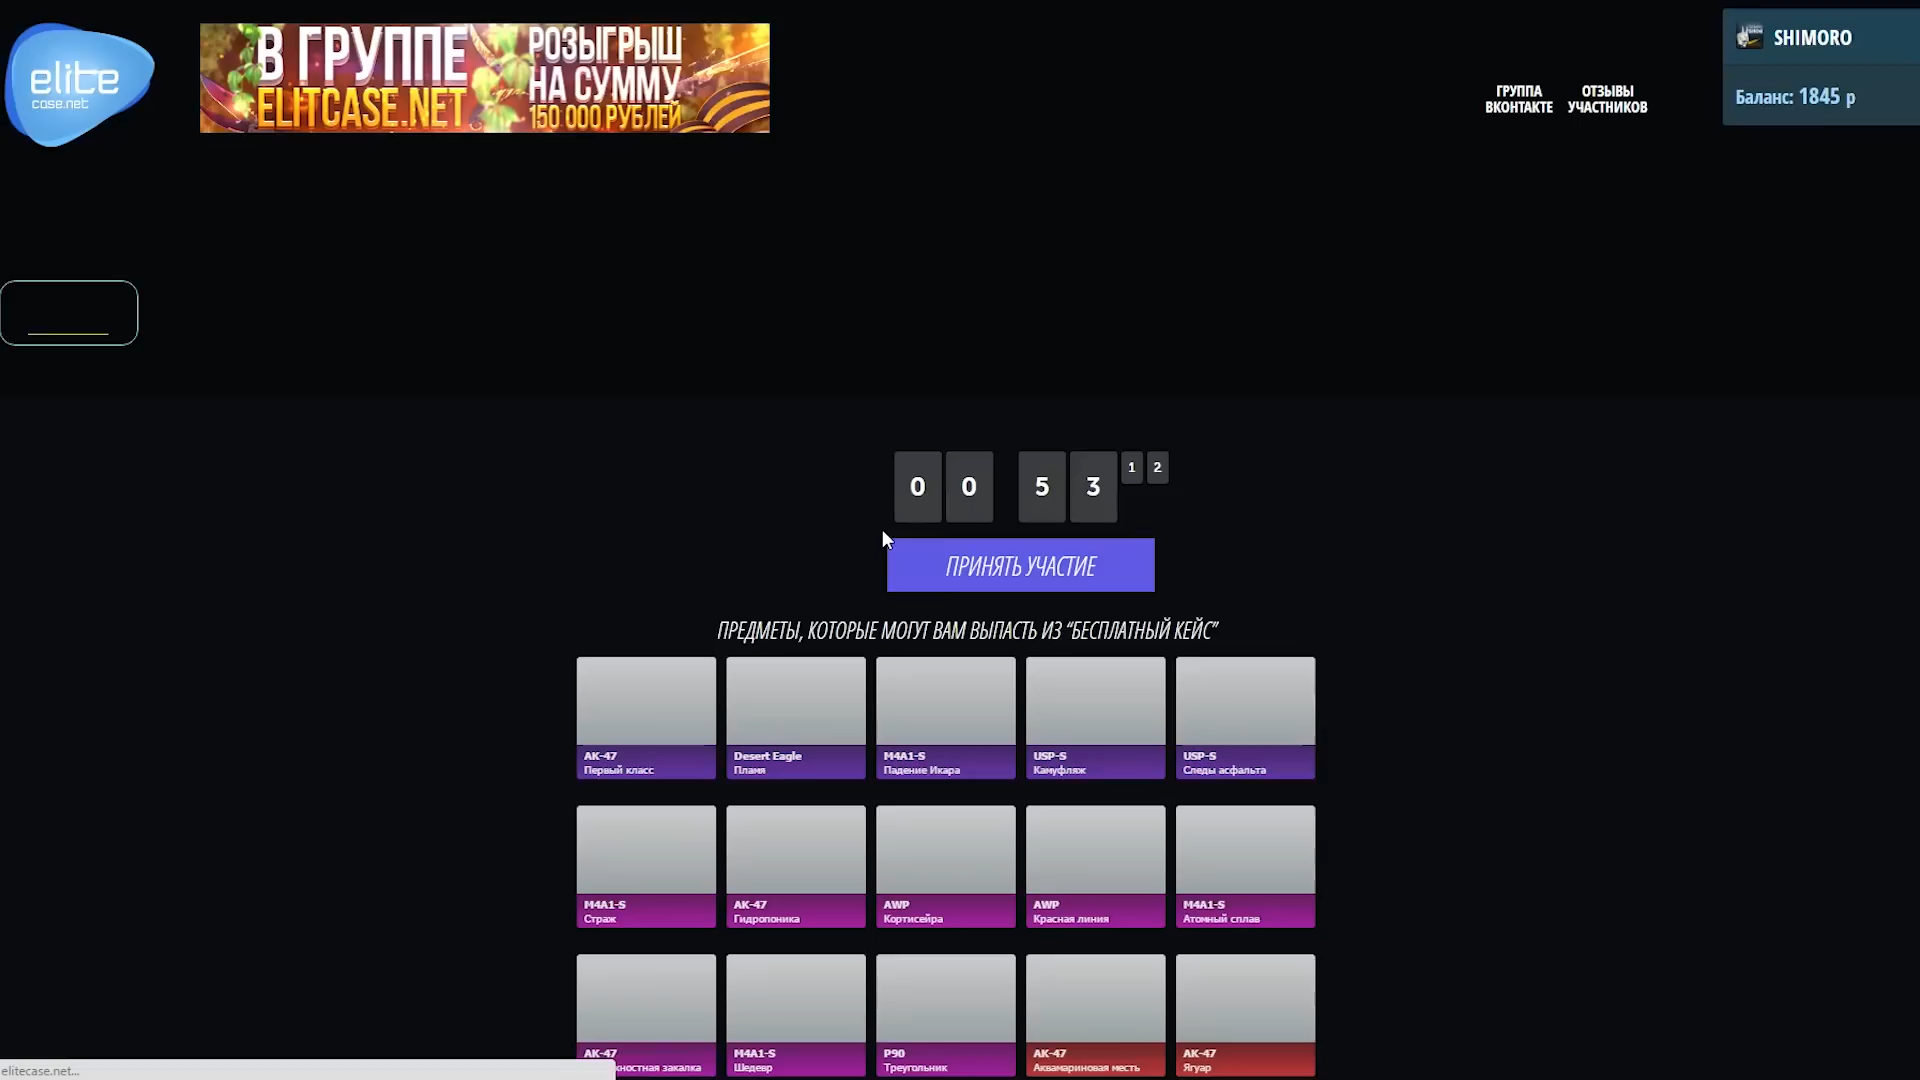 elite
case.net
В ГРУППЕ
ELITCASE.NET
РОЗЫГРЫШ
НА СУММУ
150 000 РУБЛЕЙ
ГРУППА
ВКОНТАКТЕ
ОТЗЫВЫ
УЧАСТНИКОВ
SHIMORO
Баланс: 1845 р
0 0 5 3 1 2
ПРИНЯТЬ УЧАСТИЕ
ПРЕДМЕТЫ, КОТОРЫЕ МОГУТ ВАМ ВЫПАСТЬ ИЗ “БЕСПЛАТНЫЙ КЕЙС”
AK-47
Первый класс
Desert Eagle
Пламя
M4A1-S
Падение Икара
USP-S
Камуфляж
USP-S
Следы асфальта
M4A1-S
Страж
AK-47
Гидропоника
AWP
Кортисейра
AWP
Красная линия
M4A1-S
Атомный сплав
AK-47
хностная закалка
M4A1-S
Шедевр
P90
Треугольник
AK-47
Аквамариновая месть
AK-47
Ягуар
elitecase.net...